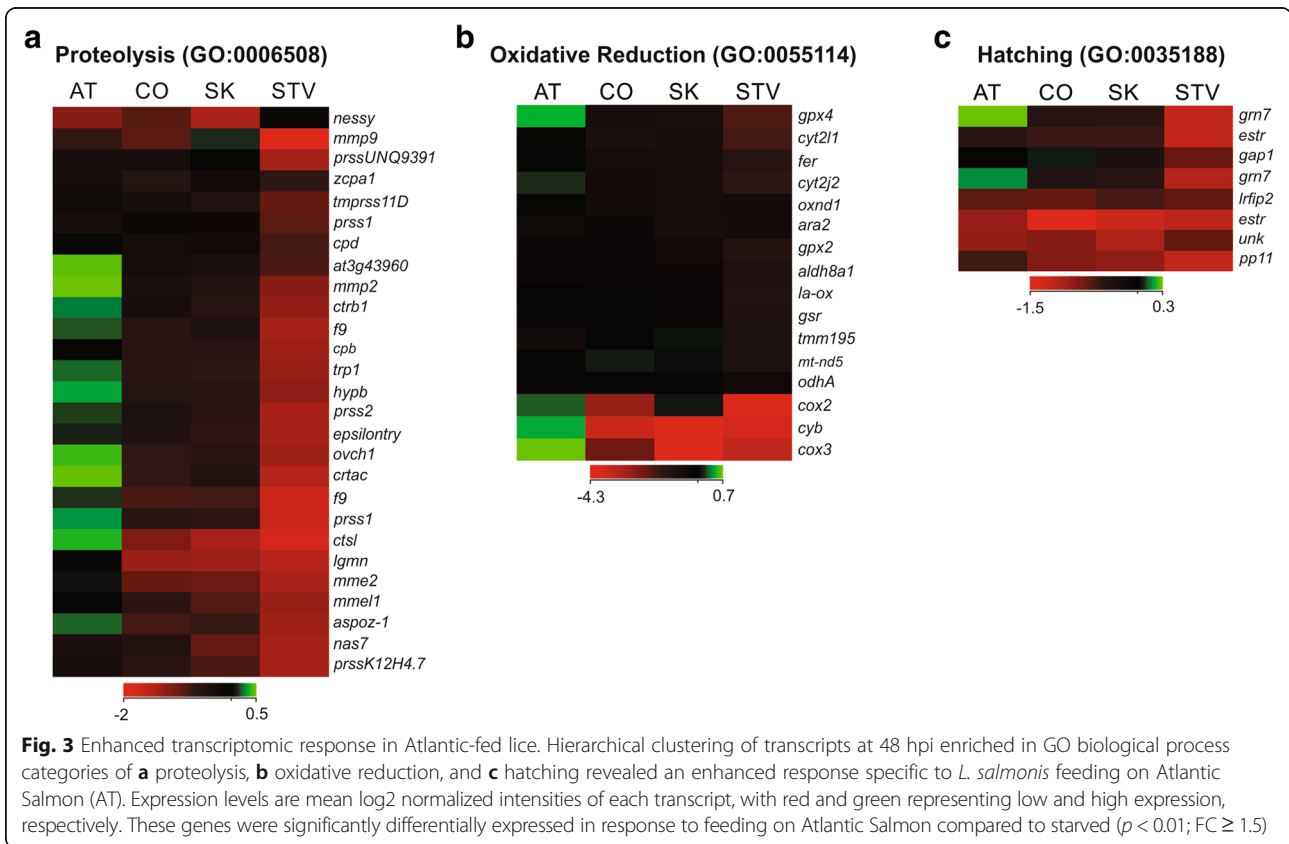 a
Proteolysis (GO:0006508)
AT CO SK STV
nessy
mmp9
prssUNQ9391
zcpa1
tmprss11D
prss1
cpd
at3g43960
mmp2
ctrb1
f9
cpb
trp1
hypb
prss2
epsilontry
ovch1
crtac
f9
prss1
ctsl
lgmn
mme2
mmel1
aspoz-1
nas7
prssK12H4.7
-2 0.5
b
Oxidative Reduction (GO:0055114)
AT CO SK STV
gpx4
cyt2l1
fer
cyt2j2
oxnd1
ara2
gpx2
aldh8a1
la-ox
gsr
tmm195
mt-nd5
odhA
cox2
cyb
cox3
-4.3 0.7
c
Hatching (GO:0035188)
AT CO SK STV
grn7
estr
gap1
grn7
lrfip2
estr
unk
pp11
-1.5 0.3
Fig. 3 Enhanced transcriptomic response in Atlantic-fed lice. Hierarchical clustering of transcripts at 48 hpi enriched in GO biological process
categories of a proteolysis, b oxidative reduction, and c hatching revealed an enhanced response specific to L. salmonis feeding on Atlantic
Salmon (AT). Expression levels are mean log2 normalized intensities of each transcript, with red and green representing low and high expression,
respectively. These genes were significantly differentially expressed in response to feeding on Atlantic Salmon compared to starved (p < 0.01; FC ≥ 1.5)